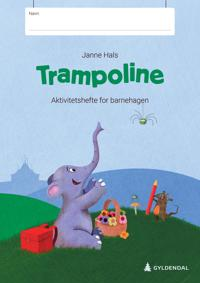 Navn:
Janne Hals
Trampoline
Aktivitetshefte for barnehagen
GYLDENDAL